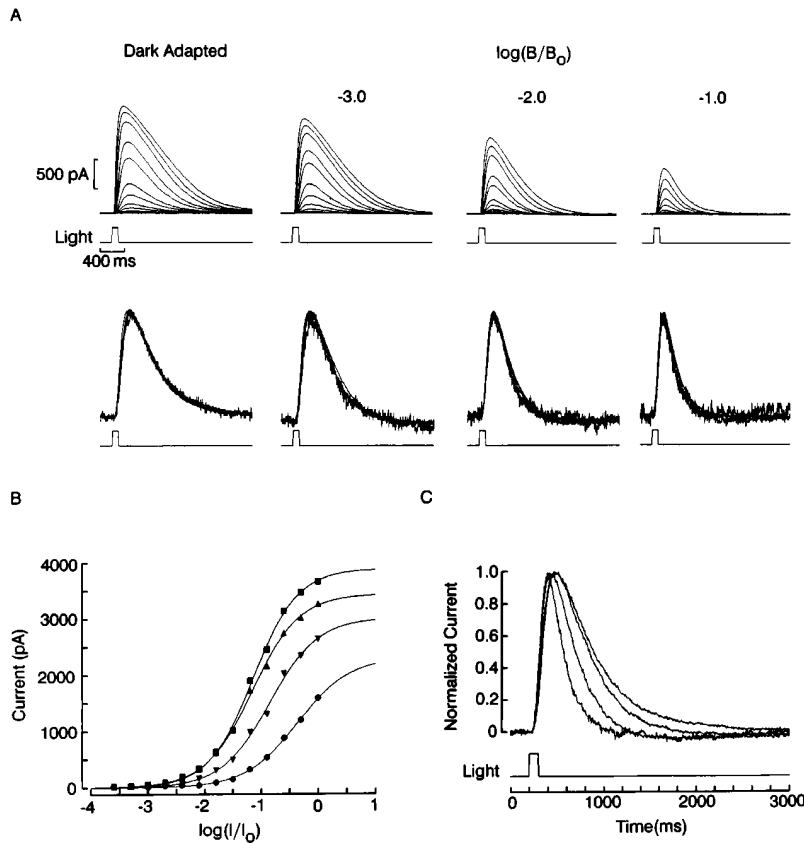 A
Dark Adapted
log(B/B₀)
-3.0
-2.0
-1.0
500 pA
Light
400 ms
B
4000
3000
2000
1000
0
Current (pA)
-4
-3
-2
-1
0
1
log(I/I₀)
C
1.0
0.8
0.6
0.4
0.2
0
Normalized Current
Light
0
1000
2000
3000
Time(ms)